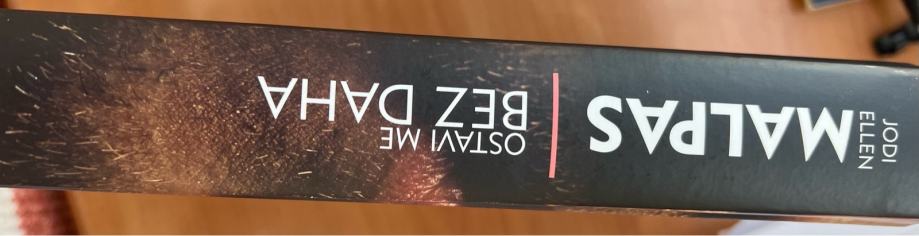 JODI
ELLEN
MALPAS
OSTAVI ME
BEZ DAHA